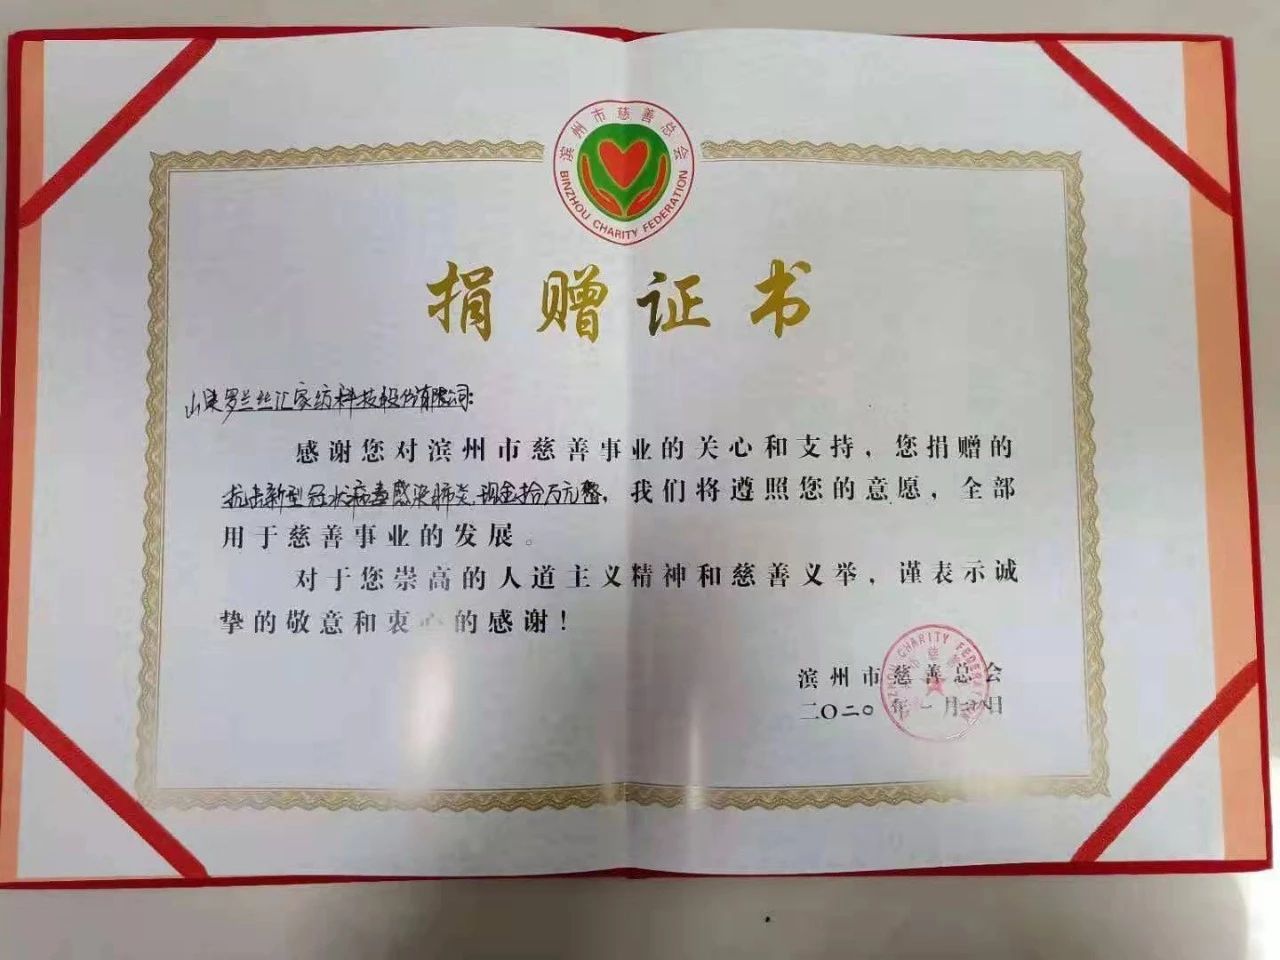 滨州市慈善总会
BINZHOU CHARITY FEDERATION
捐赠证书
山东罗兰丝汇家纺科技股份有限公司:
感谢您对滨州市慈善事业的关心和支持，您捐赠的
抗击新型冠状病毒感染肺炎现金拾万元整，我们将遵照您的意愿，全部
用于慈善事业的发展。
对于您崇高的人道主义精神和慈善义举，谨表示诚
挚的敬意和衷心的感谢！
滨州市慈善总会
二〇二〇年一月二八日